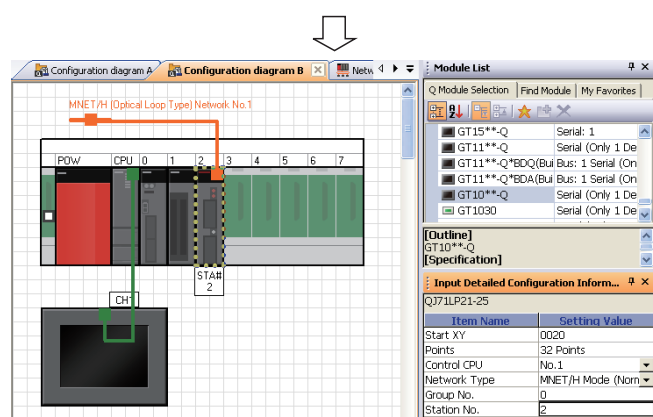 Configuration diagram A
Configuration diagram B
Netw
MNET/H (Optical Loop Type) Network No.1
POW CPU 0 1 2 3 4 5 6 7
STA#
2
CH1
Module List
Q Module Selection Find Module My Favorites
GT15**-Q Serial: 1
GT11**-Q Serial (Only 1 De
GT11**-Q*BDQ(Bui Bus: 1 Serial (On
GT11**-Q*BDA(Bui Bus: 1 Serial (On
GT10**-Q Serial (Only 1 De
GT1030 Serial (Only 1 De
[Outline]
GT10**-Q
[Specification]
Input Detailed Configuration Inform...
QJ71LP21-25
Item Name Setting Value
Start XY 0020
Points 32 Points
Control CPU No.1
Network Type MNET/H Mode (Norn
Group No. 0
Station No. 2